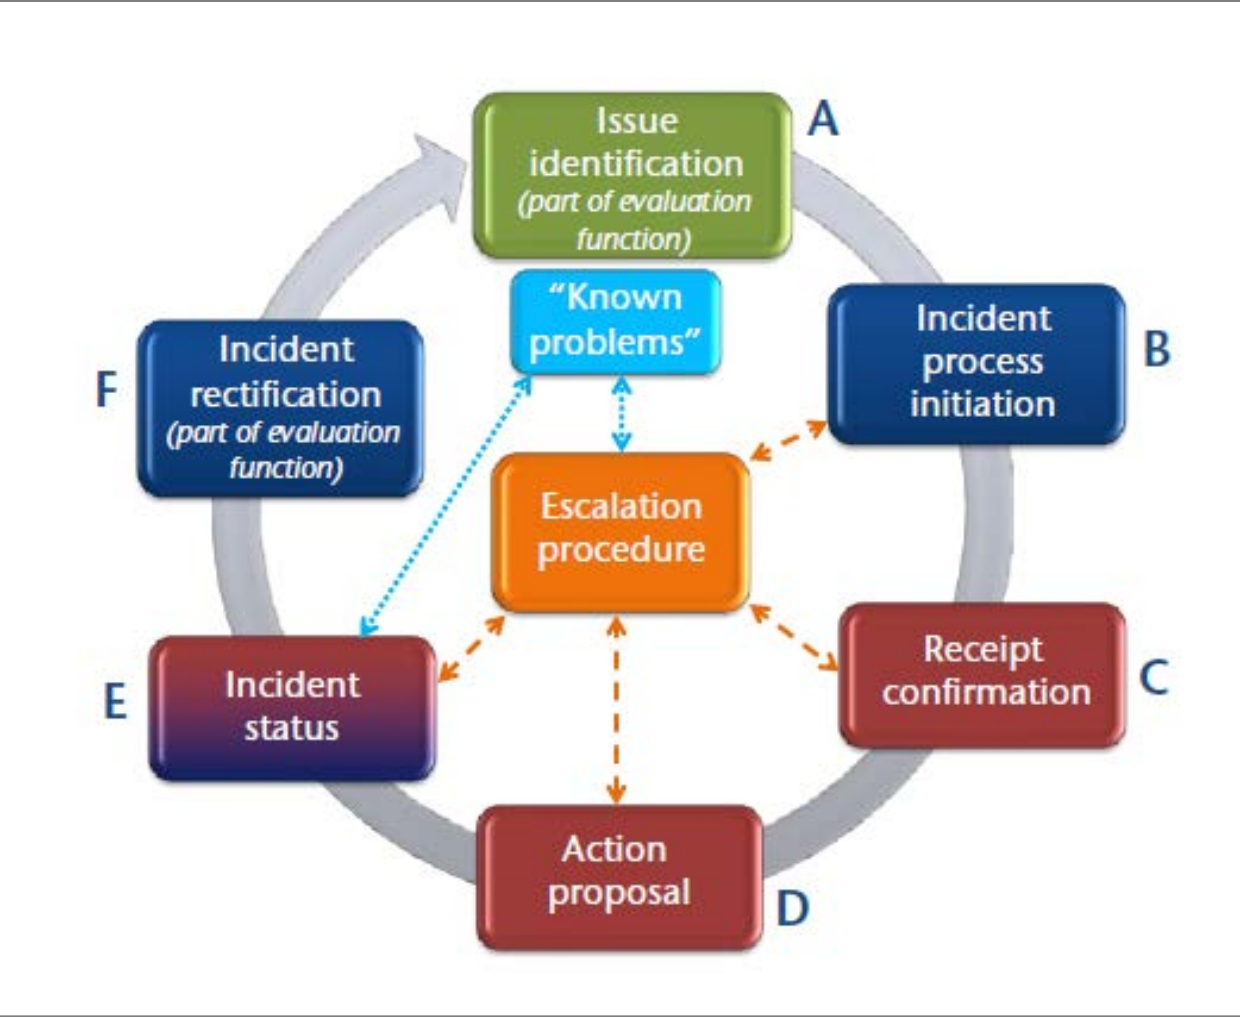 Issue
identification
(part of evaluation
function)
A
“Known
problems”
Incident
process
initiation
B
Incident
rectification
(part of evaluation
function)
F
Escalation
procedure
Receipt
confirmation
C
Incident
status
E
Action
proposal
D